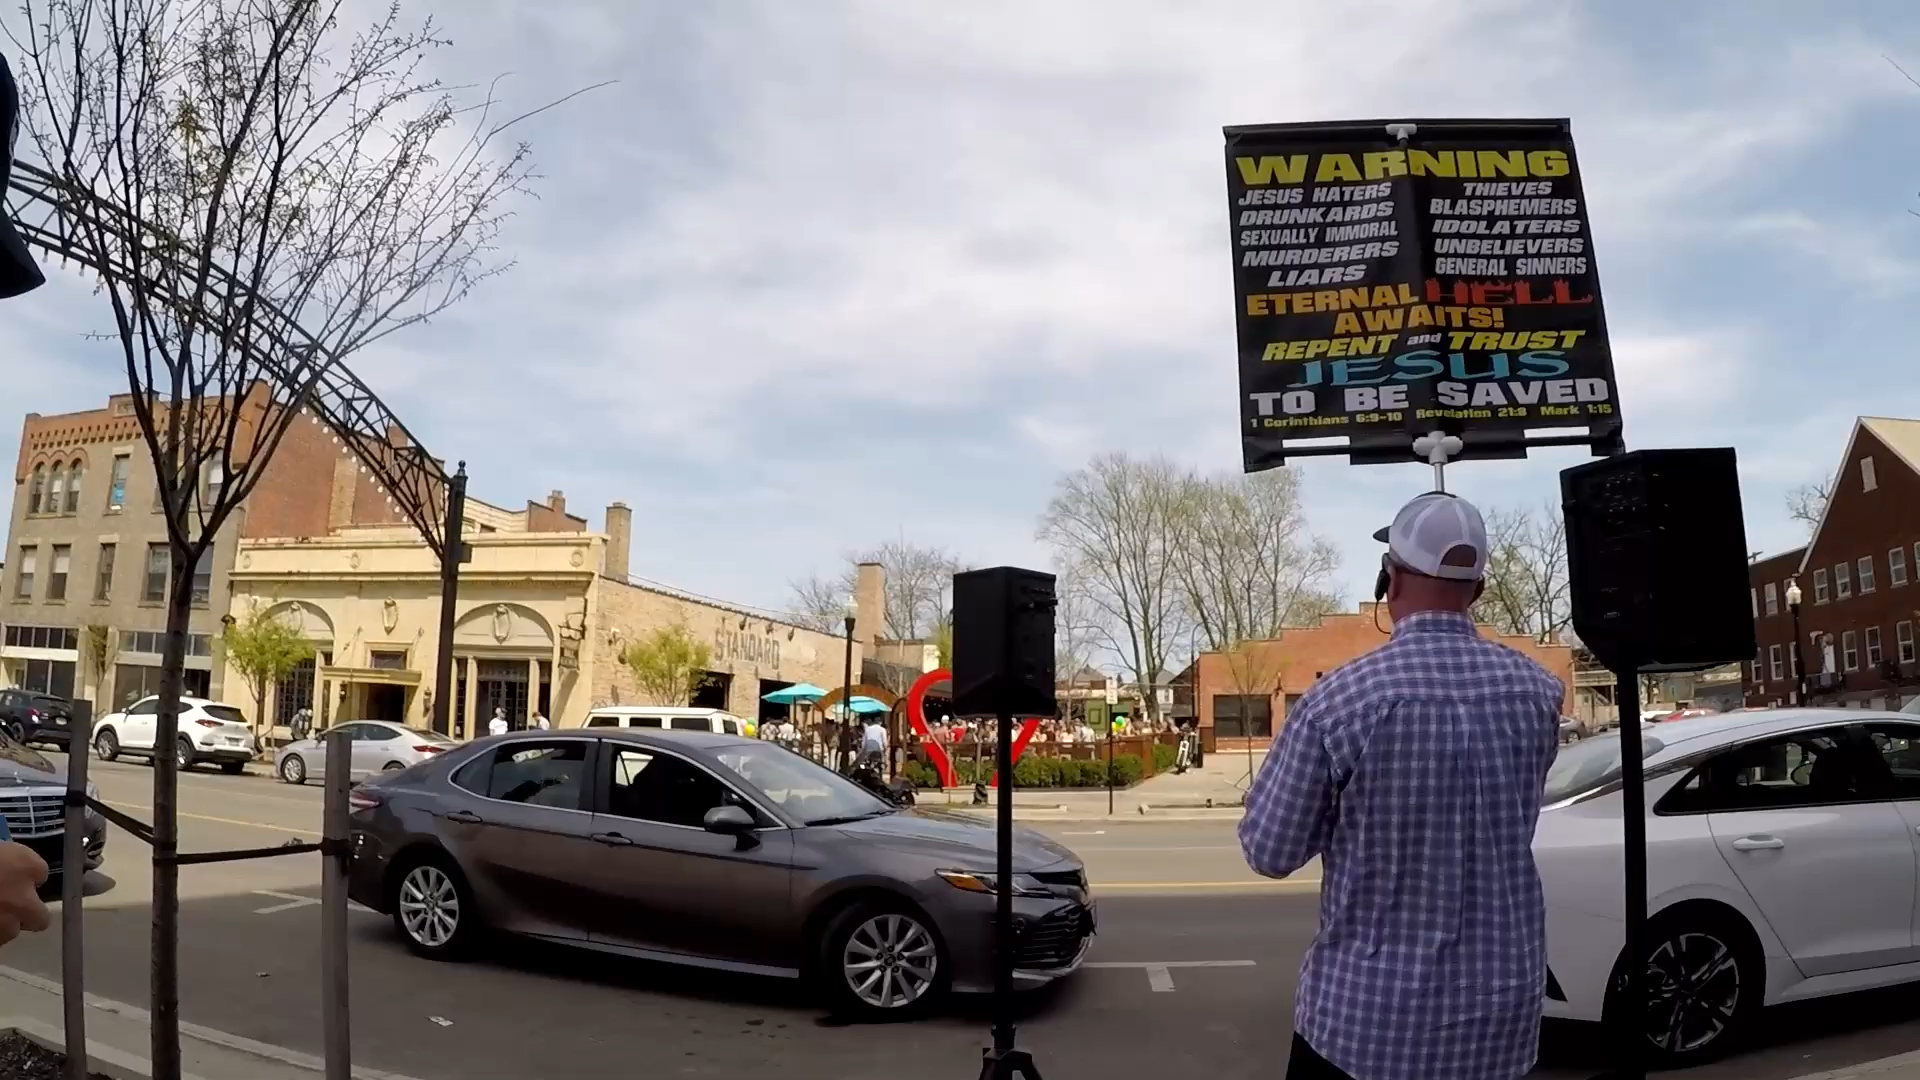 WARNING
JESUS HATERS
DRUNKARDS
SEXUALLY IMMORAL
MURDERERS
LIARS
THIEVES
BLASPHEMERS
IDOLATERS
UNBELIEVERS
GENERAL SINNERS
ETERNAL HELL
AWAITS!
REPENT and TRUST
JESUS
TO BE SAVED
1 Corinthians 6:9-10 Revelation 21:8 Mark 1:15
STANDARD